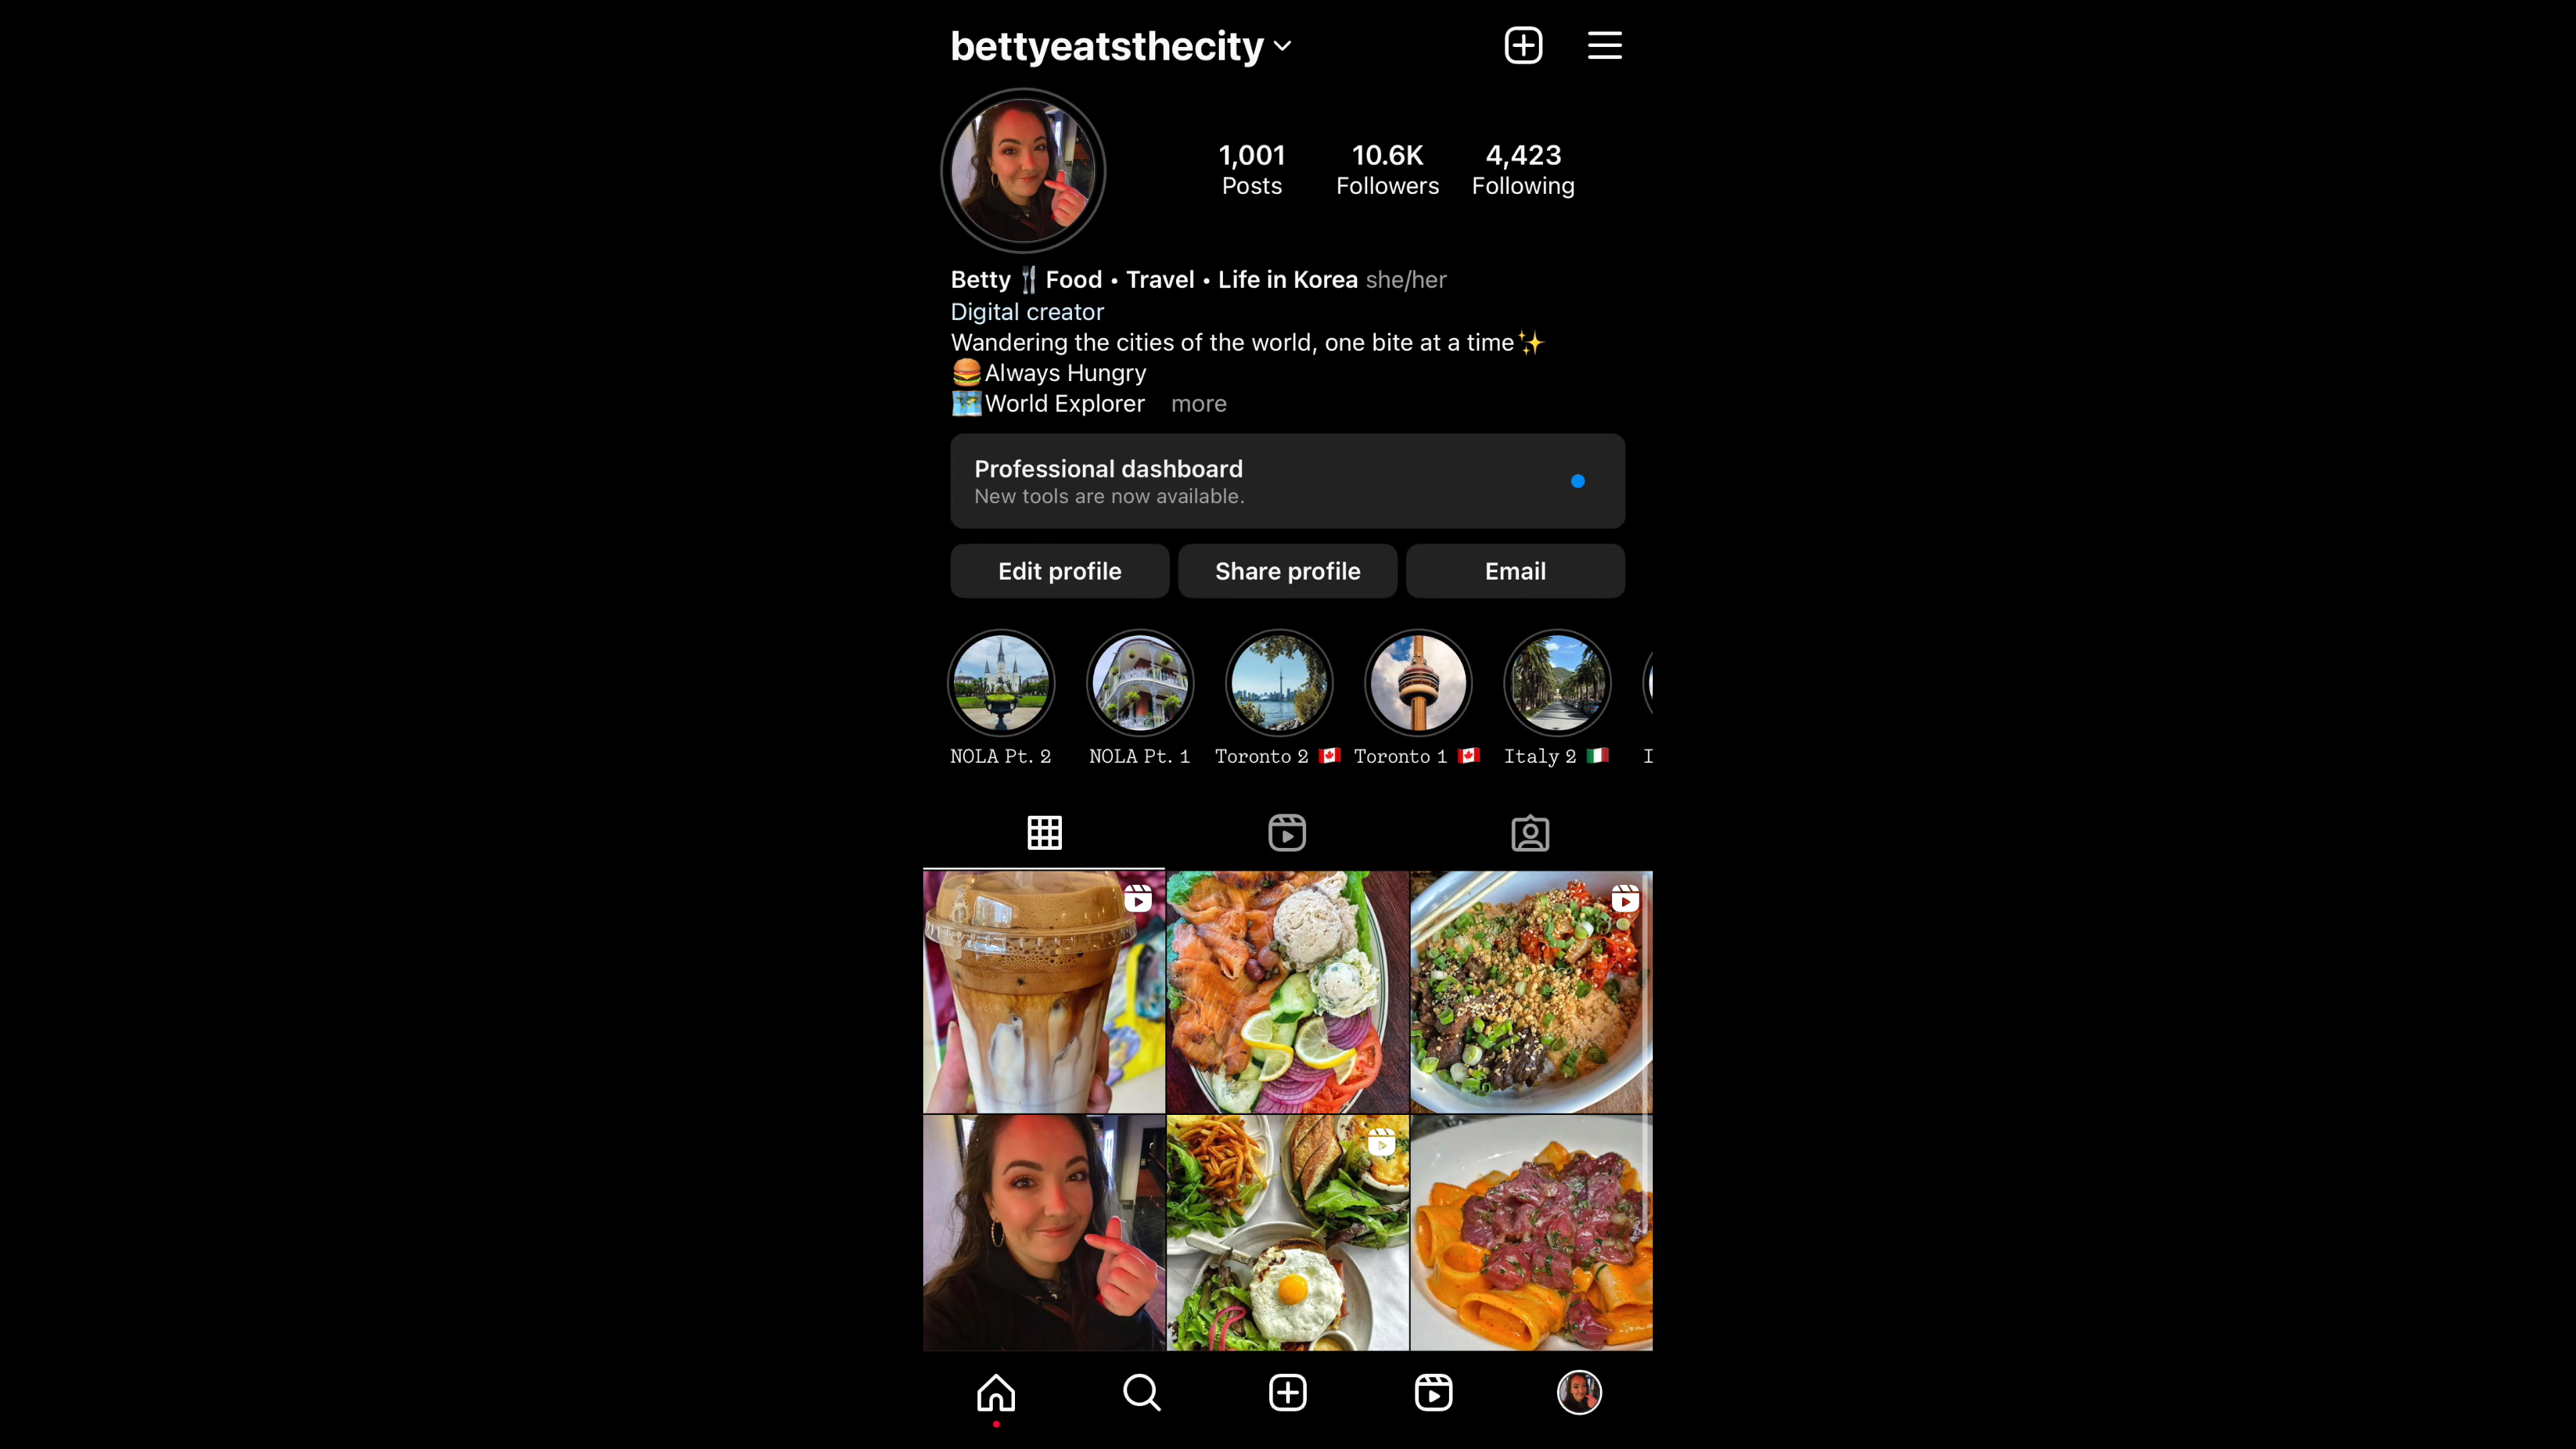 bettyeatsthecity
1,001 10.6K 4,423
Posts Followers Following
Betty 🍴 Food • Travel • Life in Korea she/her
Digital creator
Wandering the cities of the world, one bite at a time✨
🍔Always Hungry
🗺️World Explorer more
Professional dashboard
New tools are now available.
Edit profile Share profile Email
NOLA Pt. 2 NOLA Pt. 1 Toronto 2 🇨🇦 Toronto 1 🇨🇦 Italy 2 🇮🇹